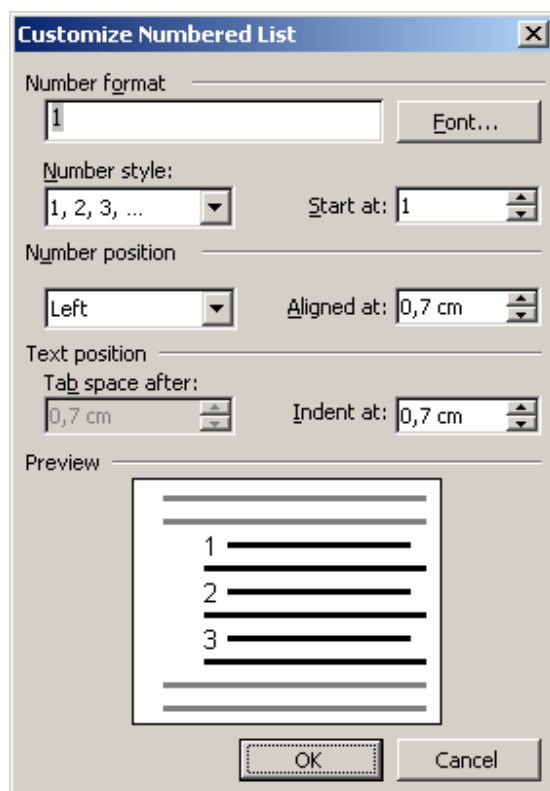 Customize Numbered List
Number format
1
Font...
Number style:
1, 2, 3, ...
Start at: 1
Number position
Left
Aligned at: 0,7 cm
Text position
Tab space after:
0,7 cm
Indent at: 0,7 cm
Preview
1
2
3
OK
Cancel